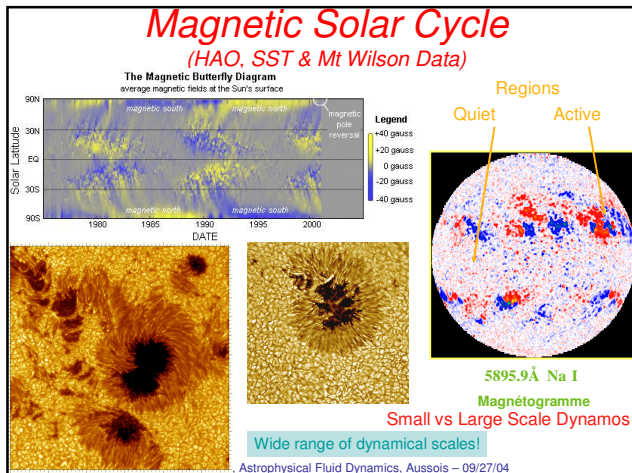 Magnetic Solar Cycle
(HAO, SST & Mt Wilson Data)
The Magnetic Butterfly Diagram
average magnetic fields at the Sun's surface
Solar Latitude
90N
30N
EQ
30S
90S
magnetic south
magnetic north
magnetic pole reversal
magnetic north
magnetic south
1980
1985
1990
1995
2000
DATE
Legend
+40 gauss
+20 gauss
0 gauss
-20 gauss
-40 gauss
Regions
Quiet
Active
5895.9Å Na I
Magnétogramme
Small vs Large Scale Dynamos
Wide range of dynamical scales!
, Astrophysical Fluid Dynamics, Aussois – 09/27/04